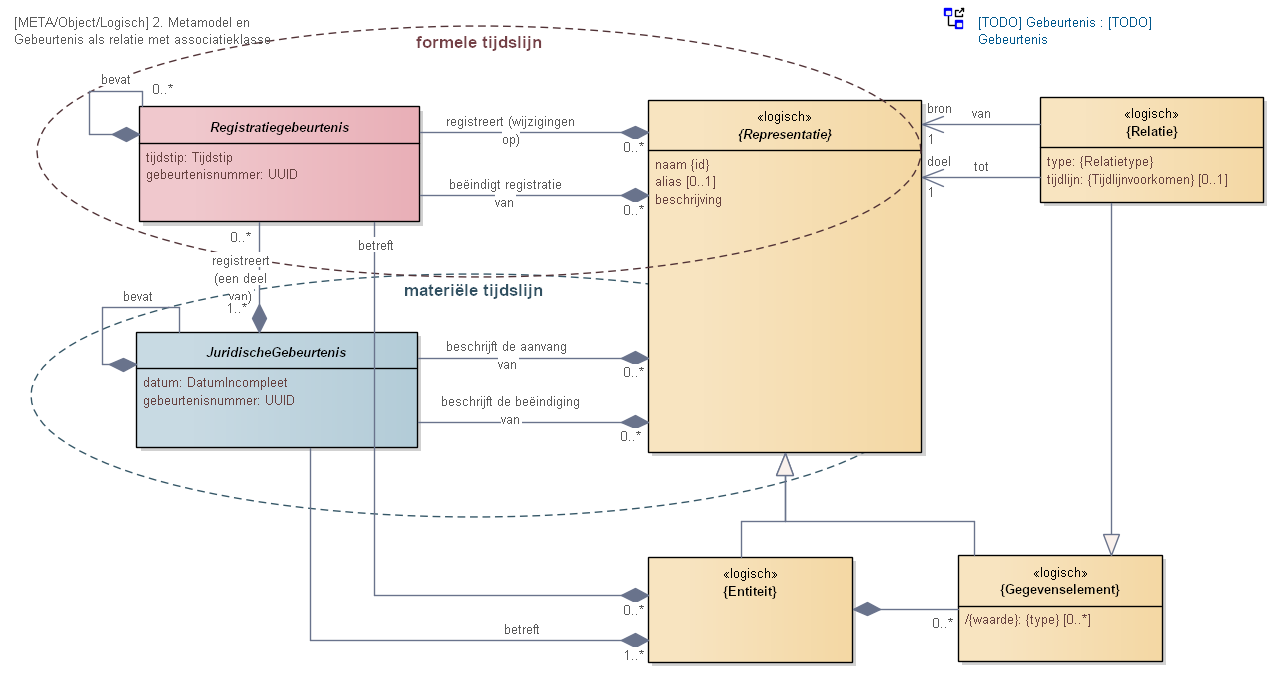 [META/Object/Logisch] 2. Metamodel en
Gebeurtenis als relatie met associatieklasse
[TODO] Gebeurtenis : [TODO]
Gebeurtenis
formele tijdslijn
bevat
0..*
Registratiegebeurtenis
tijdstip: Tijdstip
gebeurtenisnummer: UUID
registreert (wijzigingen
op)
0..*
beëindigt registratie
van
0..*
«logisch»
{Representatie}
naam {id}
alias [0..1]
beschrijving
bron
van
1
doel
tot
1
«logisch»
{Relatie}
type: {Relatietype}
tijdlijn: {Tijdlijnvoorkomen} [0..1]
0..*
betreft
registreert
(een deel
van)
1..*
materiële tijdslijn
bevat
JuridischeGebeurtenis
datum: DatumIncompleet
gebeurtenisnummer: UUID
beschrijft de aanvang
van
0..*
beschrijft de beëindiging
van
0..*
«logisch»
{Entiteit}
0..*
betreft
1..*
0..*
«logisch»
{Gegevenselement}
/{waarde}: {type} [0..*]